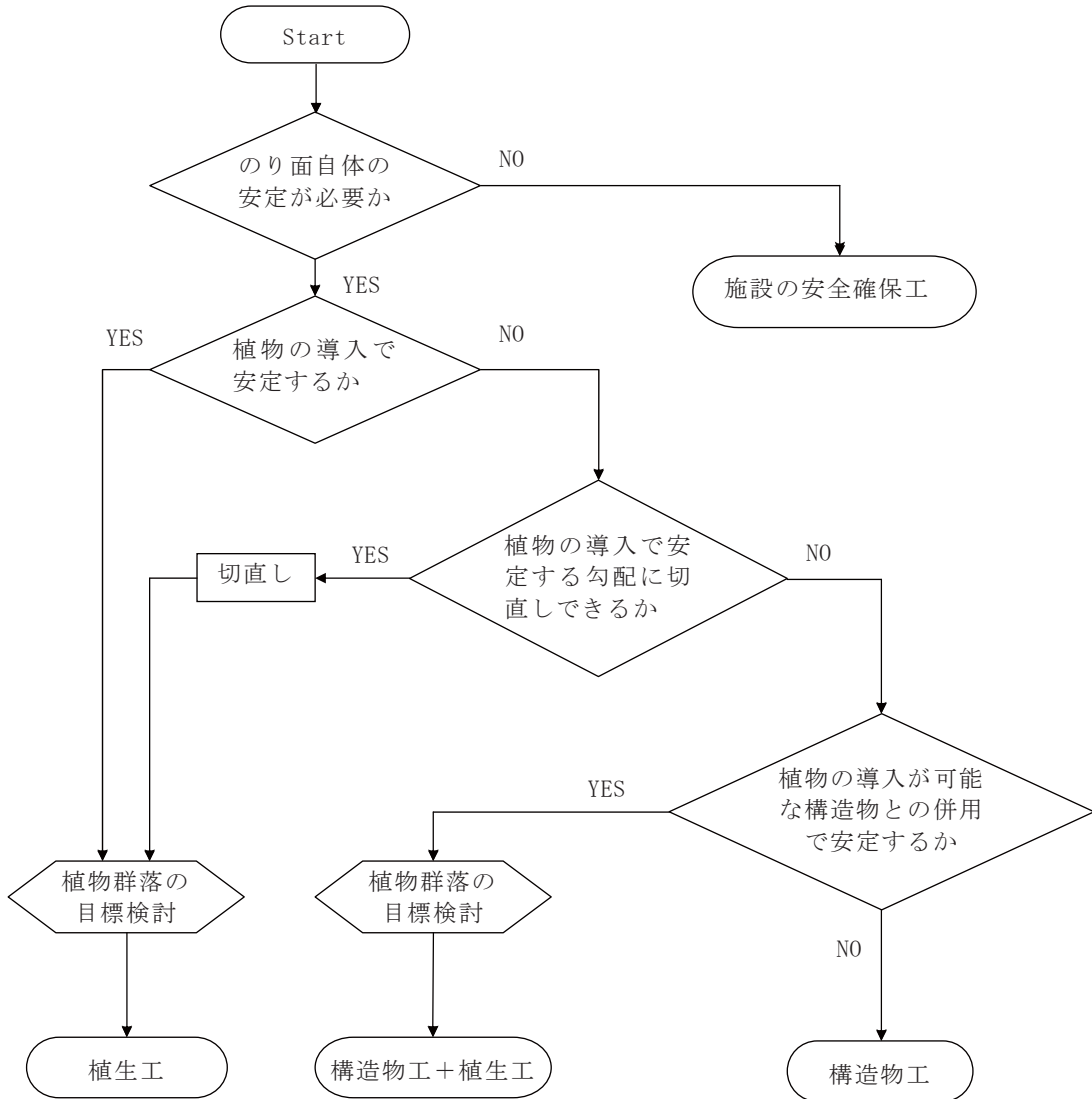 Start
のり面自体の
安定が必要か
NO
YES
施設の安全確保工
YES
植物の導入で
安定するか
NO
植物の導入で安
定する勾配に切
直しできるか
YES
NO
切直し
植物の導入が可能
な構造物との併用
で安定するか
YES
NO
植物群落の
目標検討
植物群落の
目標検討
植生工
構造物工＋植生工
構造物工